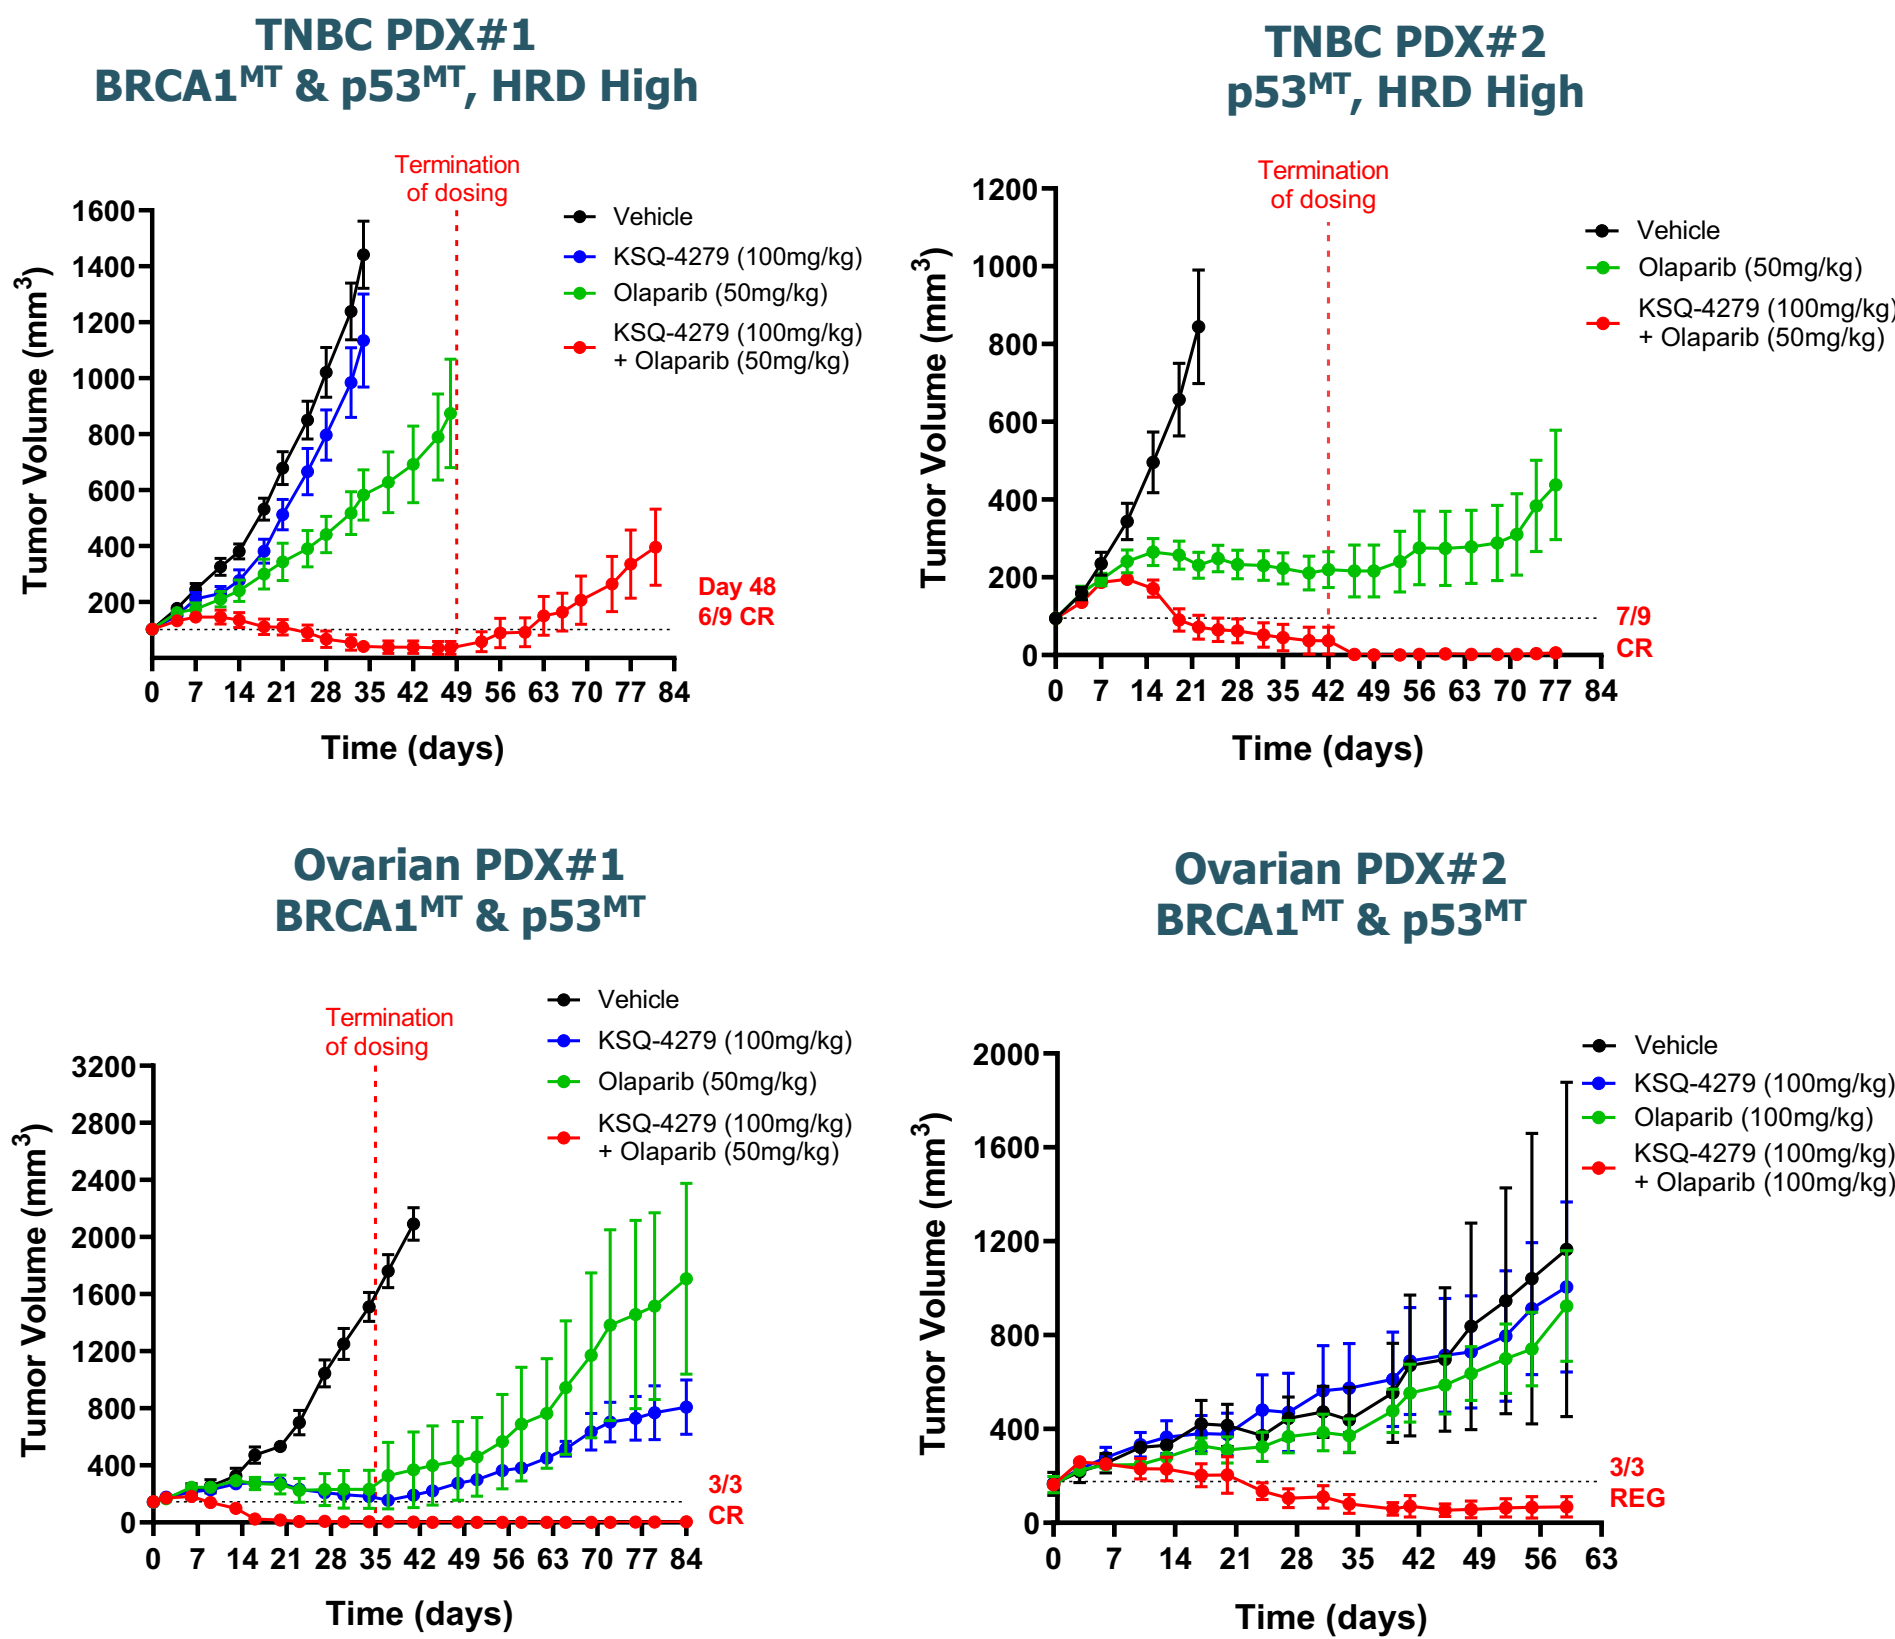 TNBC PDX#1
BRCA1MT & p53MT, HRD High
Termination
of dosing
Vehicle
KSQ-4279 (100mg/kg)
Olaparib (50mg/kg)
KSQ-4279 (100mg/kg)
+ Olaparib (50mg/kg)
Tumor Volume (mm3)
1600
1400
1200
1000
800
600
400
200
Day 48
6/9 CR
0 7 14 21 28 35 42 49 56 63 70 77 84
Time (days)
TNBC PDX#2
p53MT, HRD High
Termination
of dosing
Vehicle
Olaparib (50mg/kg)
KSQ-4279 (100mg/kg)
+ Olaparib (50mg/kg)
Tumor Volume (mm3)
1200
1000
800
600
400
200
0
7/9
CR
0 7 14 21 28 35 42 49 56 63 70 77 84
Time (days)
Ovarian PDX#1
BRCA1MT & p53MT
Termination
of dosing
Vehicle
KSQ-4279 (100mg/kg)
Olaparib (50mg/kg)
KSQ-4279 (100mg/kg)
+ Olaparib (50mg/kg)
Tumor Volume (mm3)
3200
2800
2400
2000
1600
1200
800
400
0
3/3
CR
0 7 14 21 28 35 42 49 56 63 70 77 84
Time (days)
Ovarian PDX#2
BRCA1MT & p53MT
Vehicle
KSQ-4279 (100mg/kg)
Olaparib (100mg/kg)
KSQ-4279 (100mg/kg)
+ Olaparib (100mg/kg)
Tumor Volume (mm3)
2000
1600
1200
800
400
0
3/3
REG
0 7 14 21 28 35 42 49 56 63
Time (days)